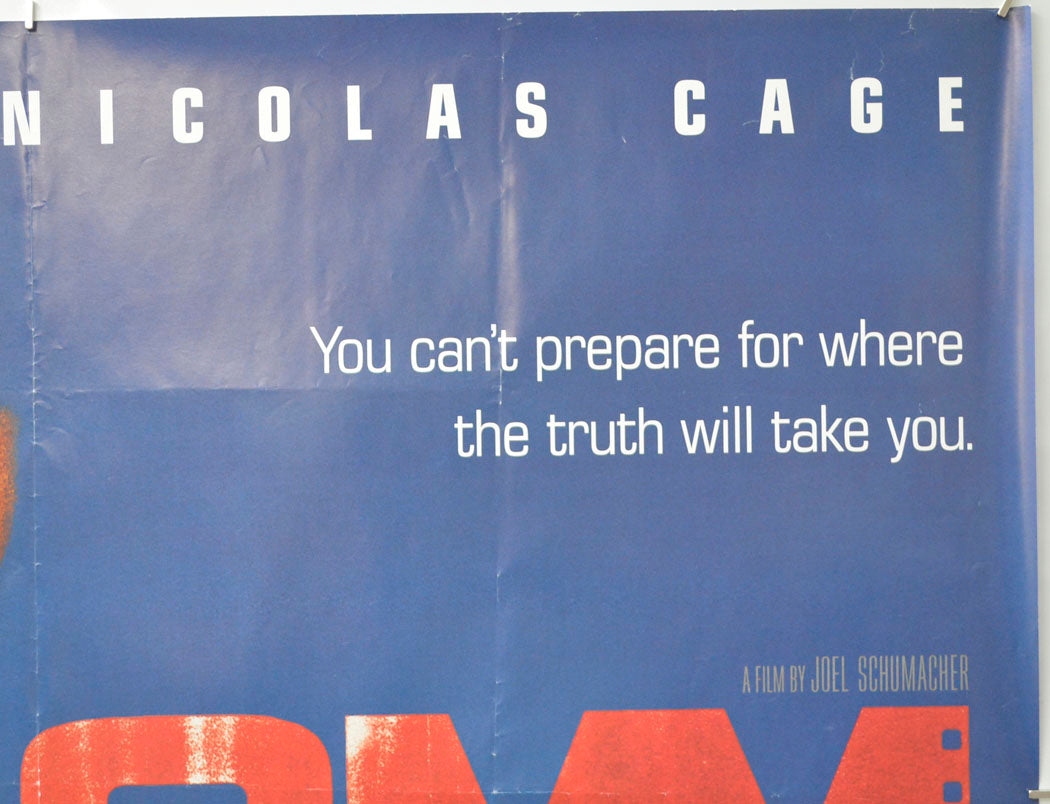 NICOLAS CAGE
You can't prepare for where
the truth will take you.
A FILM BY JOEL SCHUMACHER